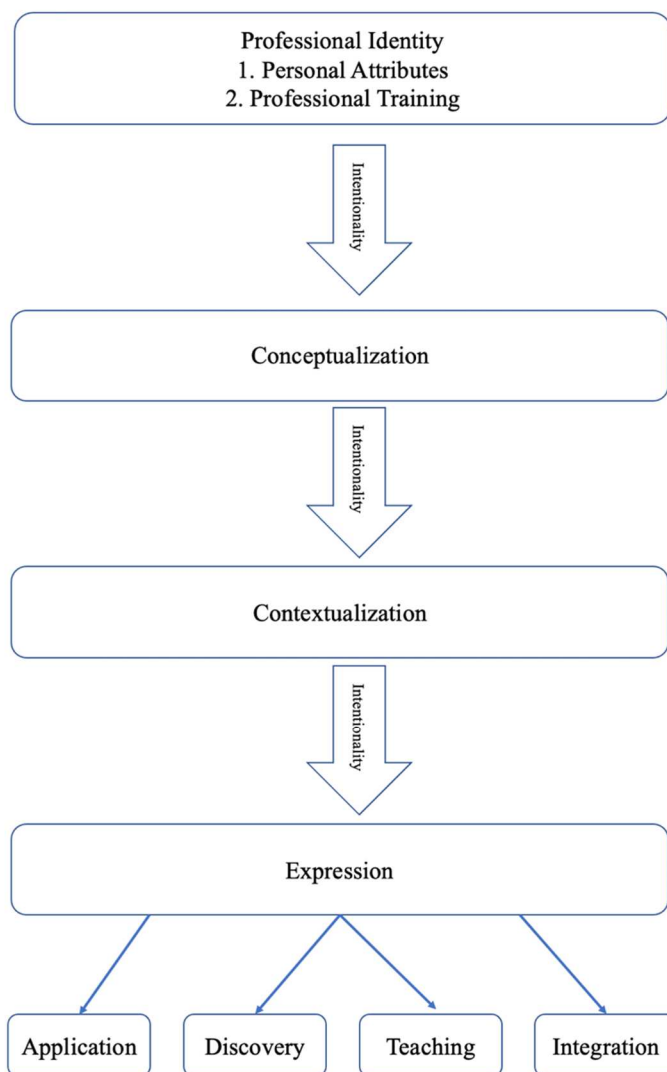 Professional Identity
1. Personal Attributes
2. Professional Training
Intentionality
Conceptualization
Intentionality
Contextualization
Intentionality
Expression
Application
Discovery
Teaching
Integration